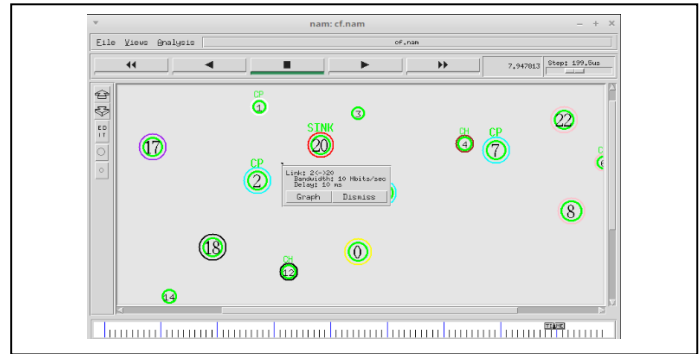 nam: cf.nam
File Views Analysis cf.nam
7.947813 Step: 199.5us
CP
1
3
22
SINK
20
CH
4
CP
7
17
CP
2
Link: 2<->20
Bandwidth: 10 Mbits/sec
Delay: 10 ms
Graph Dismiss
8
18
0
CH
12
14
TIME